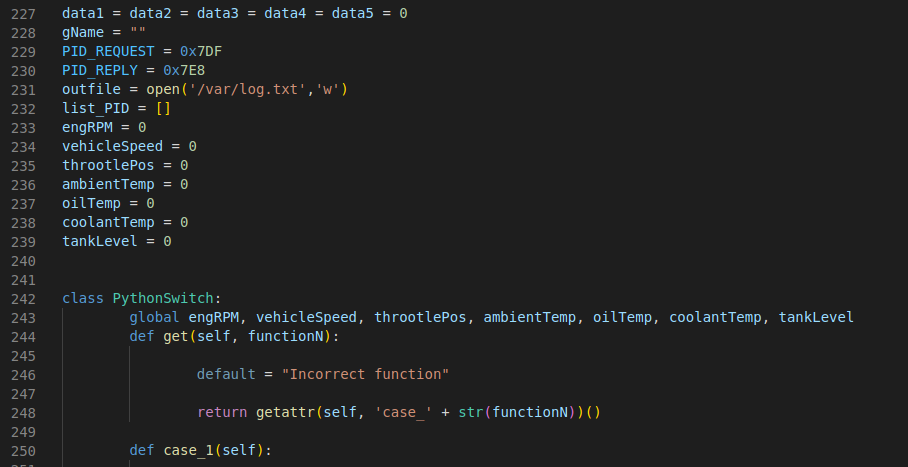 227 data1 = data2 = data3 = data4 = data5 = 0
228 gName = ""
229 PID_REQUEST = 0x7DF
230 PID_REPLY = 0x7E8
231 outfile = open('/var/log.txt','w')
232 list_PID = []
233 engRPM = 0
234 vehicleSpeed = 0
235 throotlePos = 0
236 ambientTemp = 0
237 oilTemp = 0
238 coolantTemp = 0
239 tankLevel = 0
240
241
242 class PythonSwitch:
243 global engRPM, vehicleSpeed, throotlePos, ambientTemp, oilTemp, coolantTemp, tankLevel
244 def get(self, functionN):
245
246 default = "Incorrect function"
247
248 return getattr(self, 'case_' + str(functionN))()
249
250 def case_1(self):